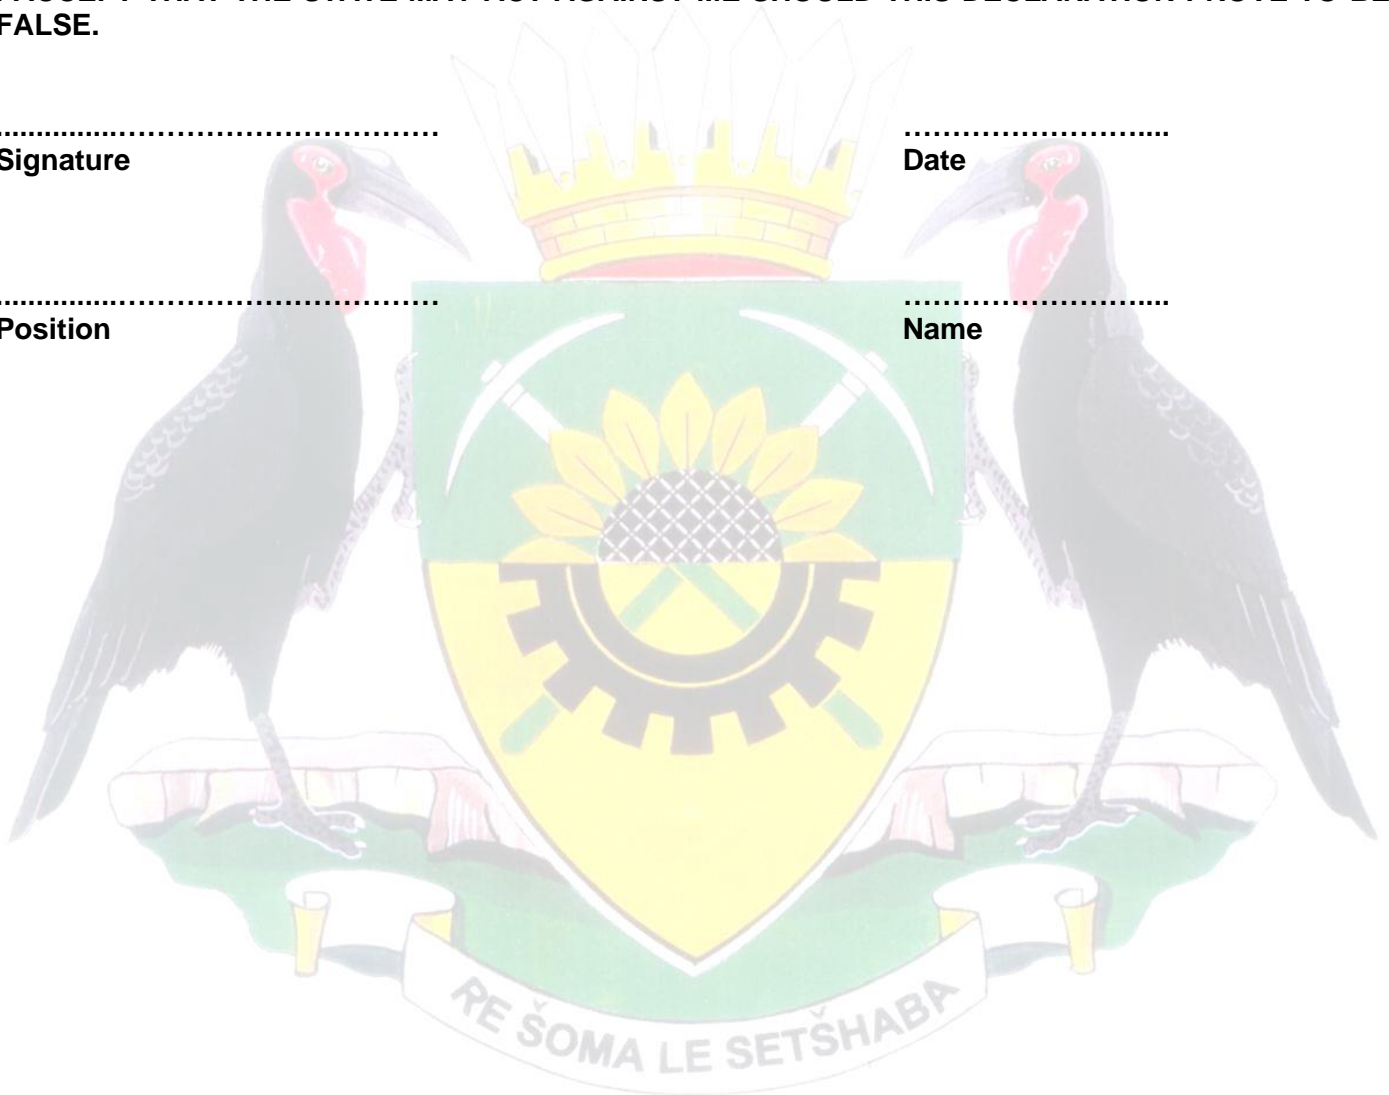 I ACCEPT THAT THE STATE MAY ACT AGAINST ME SHOULD THIS DECLARATION PROVE TO BE
FALSE.
...............…………………………… ……………………....
Signature Date
...............…………………………… ……………………....
Position Name
RE ŠOMA LE SETŠHABA